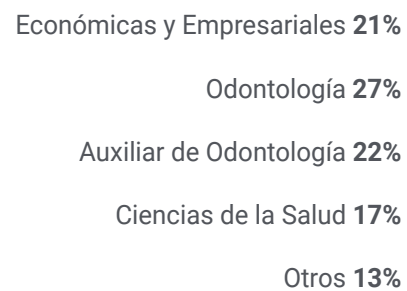 Económicas y Empresariales 21%
Odontología 27%
Auxiliar de Odontología 22%
Ciencias de la Salud 17%
Otros 13%